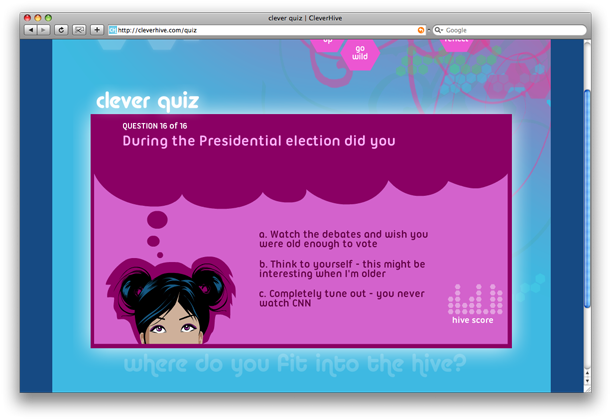 clever quiz | CleverHive
http://cleverhive.com/quiz
Google
go
wild
clever quiz
QUESTION 16 of 16
During the Presidential election did you
a. Watch the debates and wish you
were old enough to vote
b. Think to yourself - this might be
interesting when I'm older
c. Completely tune out - you never
watch CNN
hive score
where do you fit into the hive?